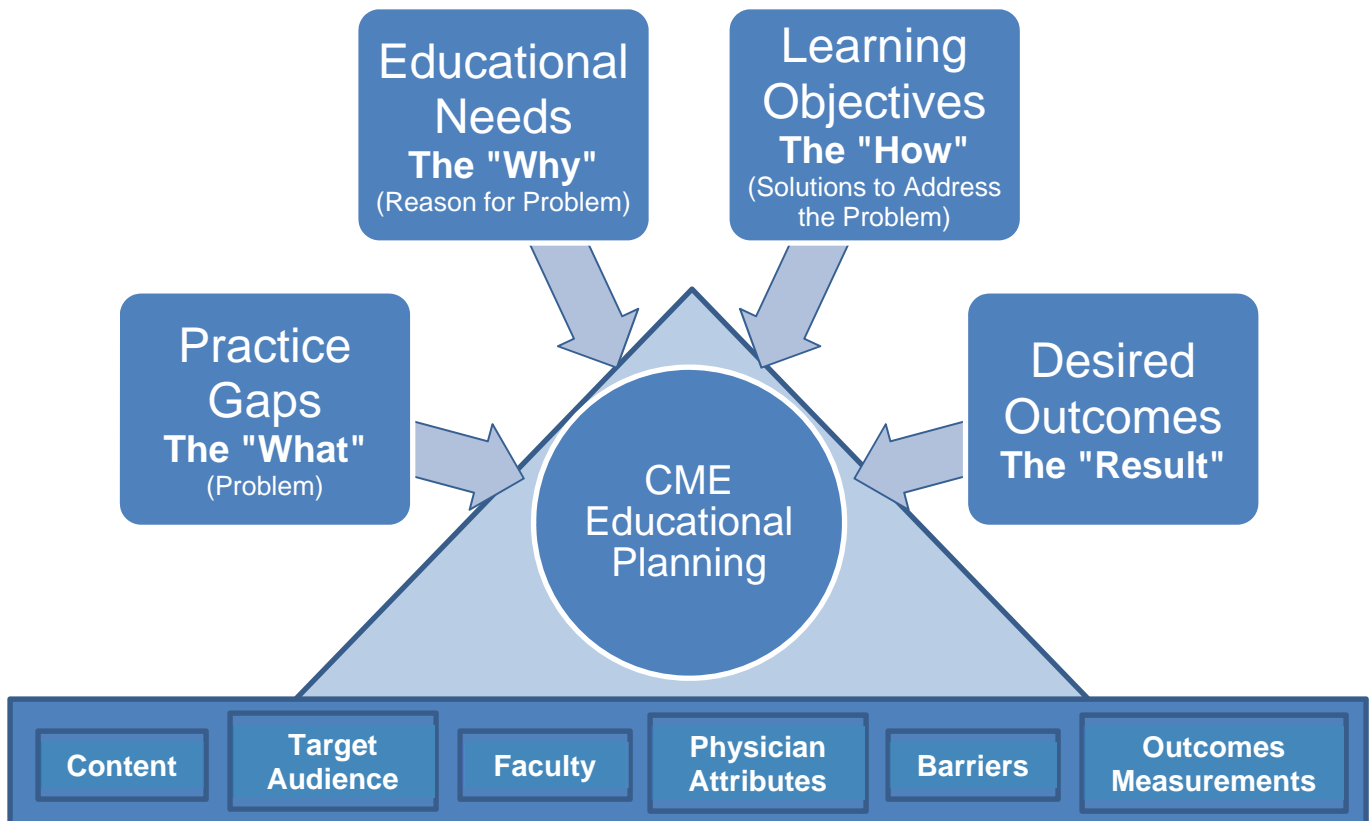 Educational
Needs
The "Why"
(Reason for Problem)
Learning
Objectives
The "How"
(Solutions to Address
the Problem)
Practice
Gaps
The "What"
(Problem)
Desired
Outcomes
The "Result"
CME
Educational
Planning
Content
Target
Audience
Faculty
Physician
Attributes
Barriers
Outcomes
Measurements